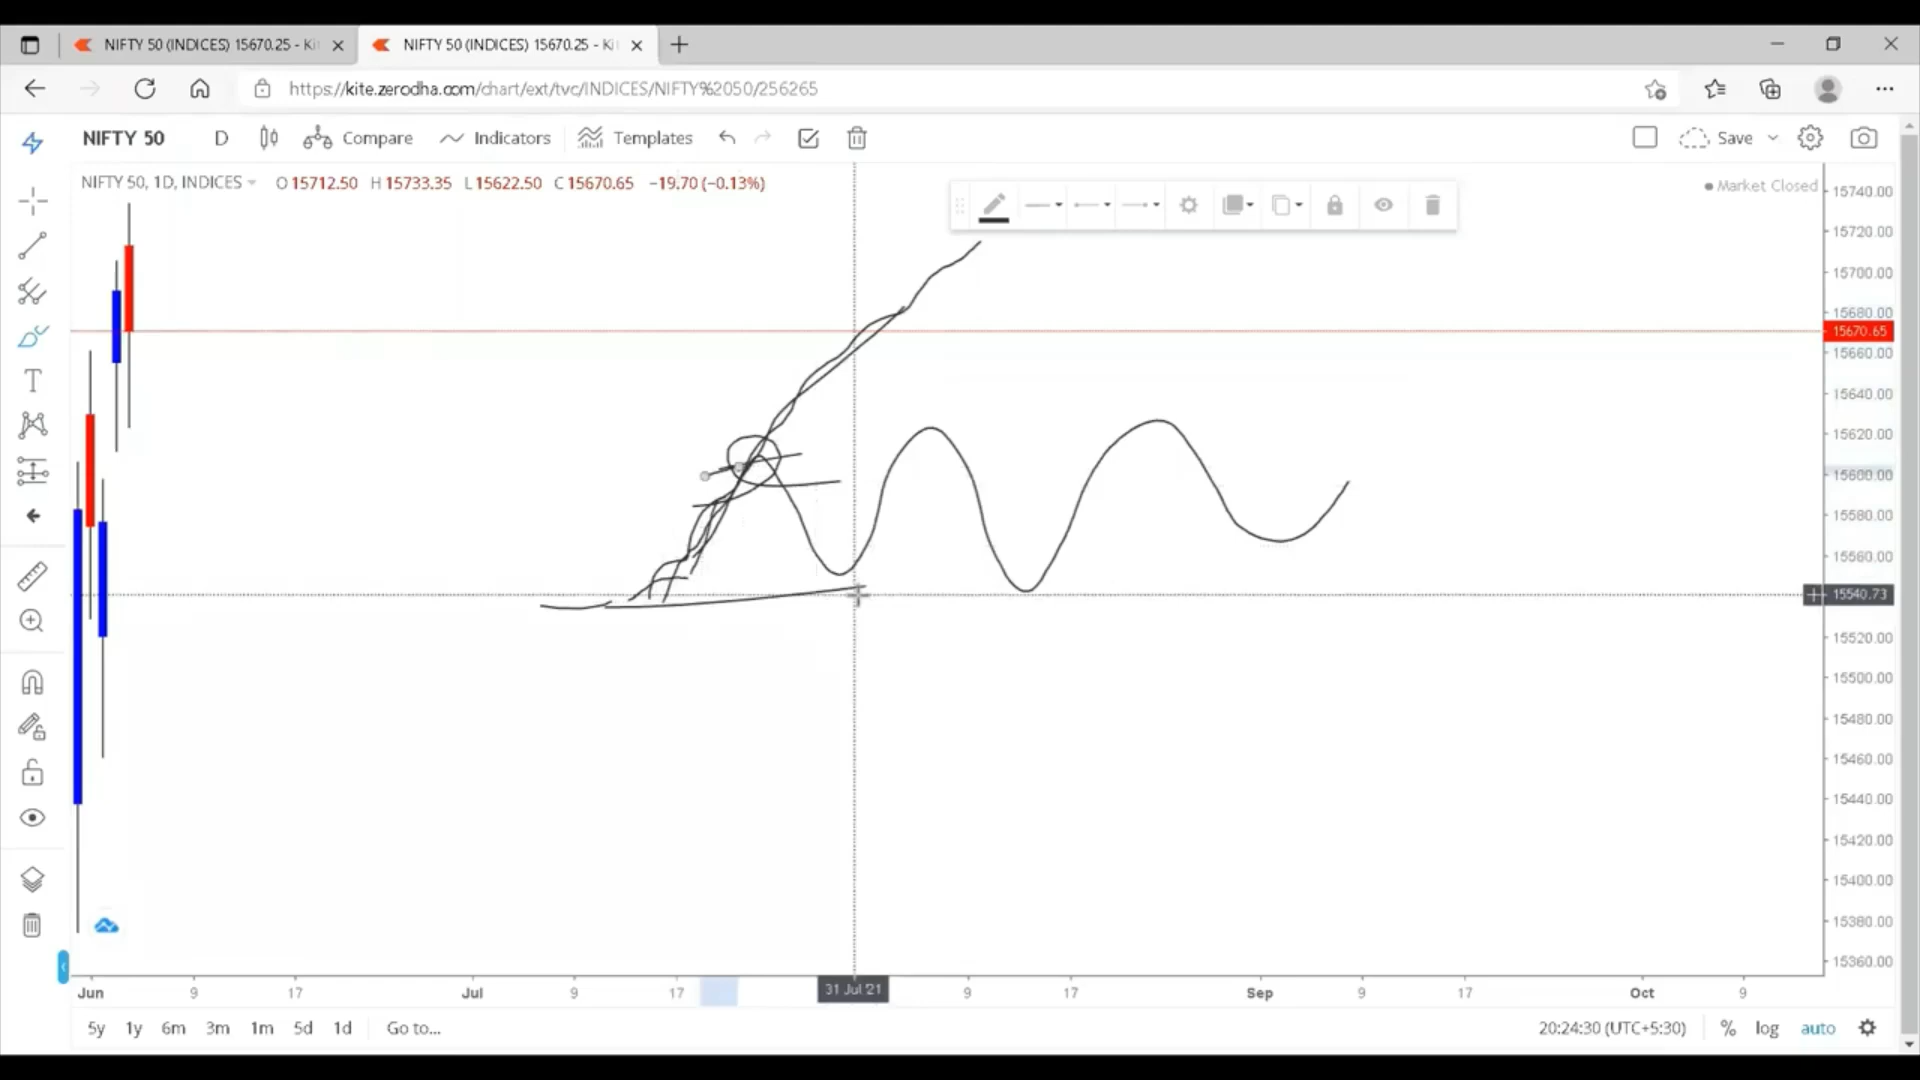 NIFTY 50 (INDICES) 15670.25 - Ki
NIFTY 50 (INDICES) 15670.25 - Ki
https://kite.zerodha.com/chart/ext/tvc/INDICES/NIFTY%2050/256265
NIFTY 50 D Compare Indicators Templates Save
NIFTY 50, 1D, INDICES O15712.50 H15733.35 L15622.50 C15670.65 −19.70 (−0.13%)
Market Closed
15740.00
15720.00
15700.00
15680.00
15670.65
15660.00
15640.00
15620.00
15600.00
15580.00
15560.00
15540.73
15520.00
15500.00
15480.00
15460.00
15440.00
15420.00
15400.00
15380.00
15360.00
Jun 9 17 Jul 9 17 31 Jul '21 9 17 Sep 9 17 Oct 9
5y 1y 6m 3m 1m 5d 1d Go to... 20:24:30 (UTC+5:30) % log auto